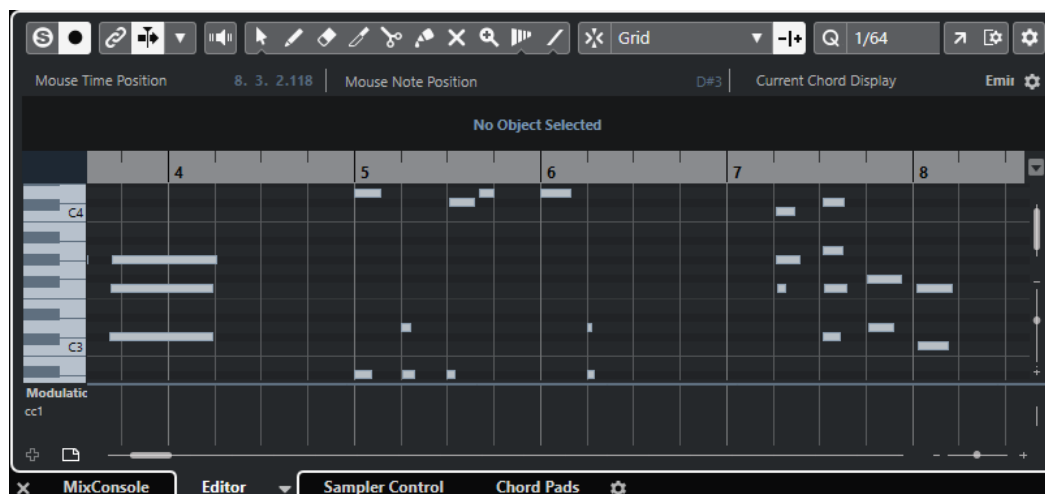 Grid Q 1/64
Mouse Time Position 8. 3. 2.118 Mouse Note Position D#3 Current Chord Display
No Object Selected
4 5 6 7 8
C4
C3
Modulatic
cc1
MixConsole Editor Sampler Control Chord Pads